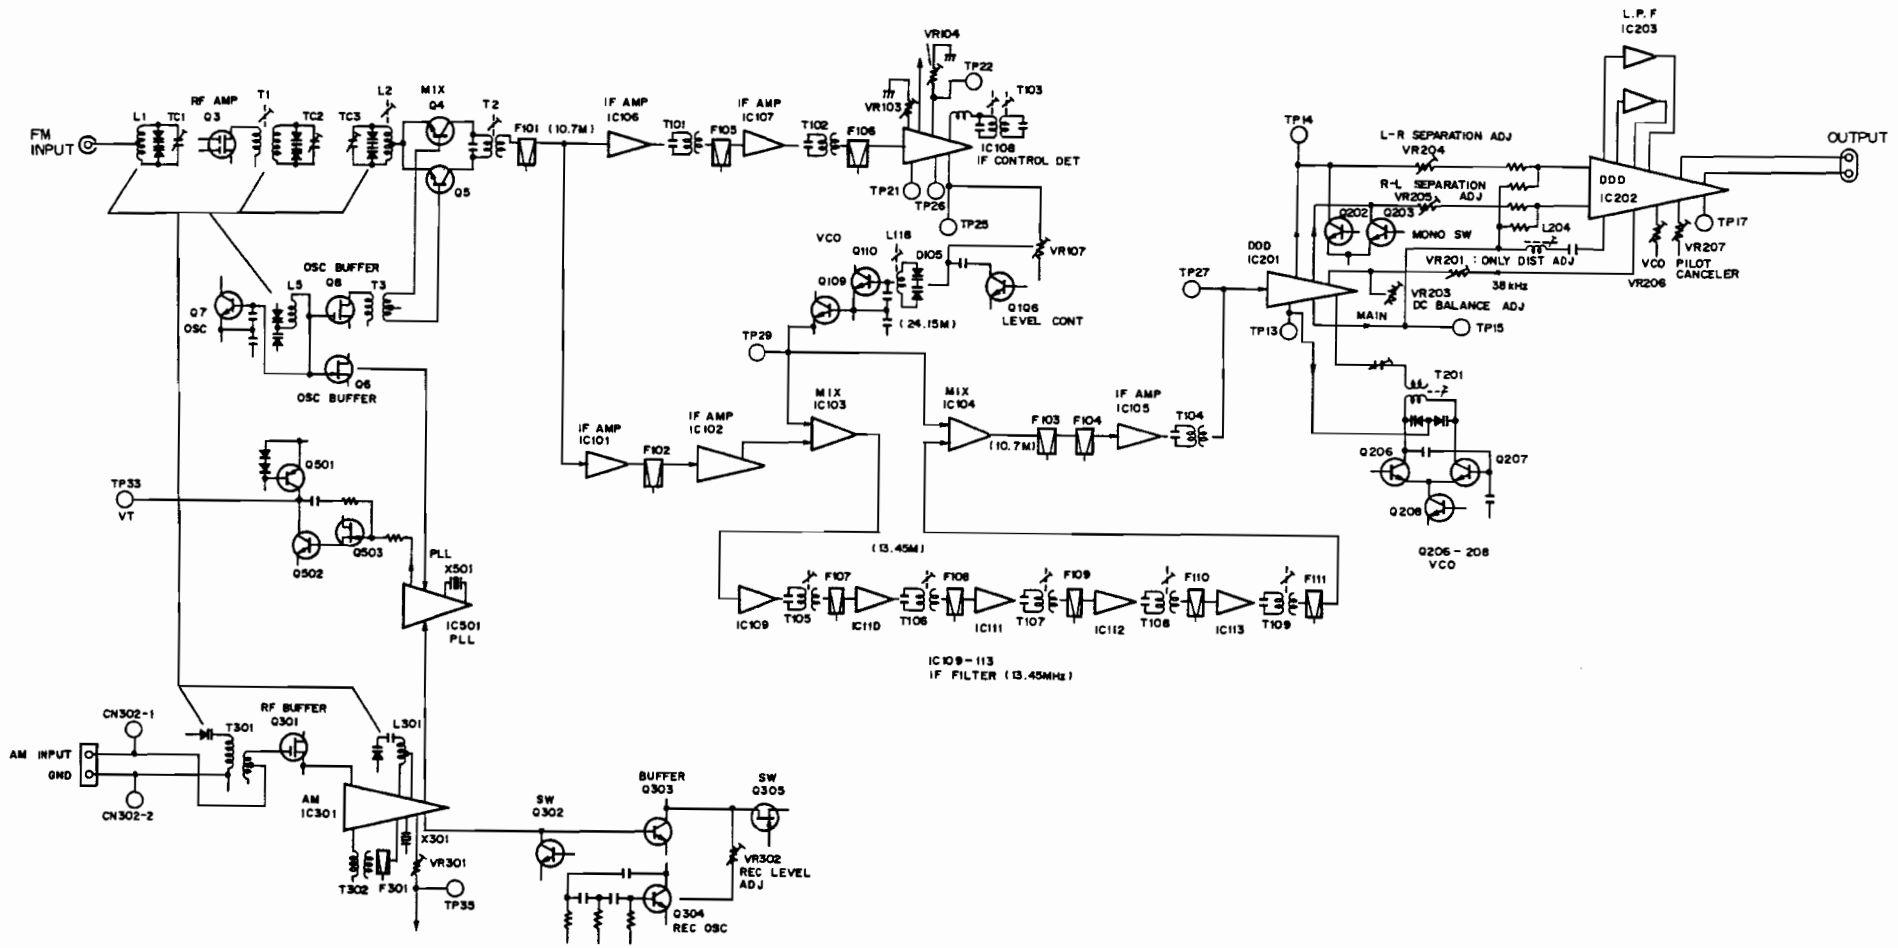 L.P.F
IC203
VR104
TP22
T103
VR103
IC108
IF CONTROL DET
RF AMP
Q3
T1
L1
TC1
TC2
TC3
L2
MIX
Q4
T2
F101
(10.7M)
IF AMP
IC106
T101
F105
IF AMP
IC107
T102
F106
FM
INPUT
Q5
TP21
TP26
TP25
TP14
L-R SEPARATION ADJ
VR204
R-L SEPARATION
VR205 ADJ
DDD
IC202
OUTPUT
TP17
Q202
Q203
MONO SW
L204
VR201 : ONLY DIST ADJ
38 kHz
VCO
VR206
VR207
PILOT
CANCELER
VR203
DC BALANCE ADJ
DDD
IC201
TP27
TP13
MAIN
TP15
VCO
Q110
L118
D105
Q109
(24.15M)
VR107
Q106
LEVEL CONT
OSC BUFFER
Q8
T3
L5
Q7
OSC
Q6
OSC BUFFER
TP29
MIX
IC103
MIX
IC104
(10.7M)
F103
F104
IF AMP
IC105
T104
IF AMP
IC101
F102
IF AMP
IC102
T201
Q206
Q207
Q208
Q206-208
VCO
Q501
TP33
VT
Q502
Q503
PLL
X501
IC501
PLL
(13.45M)
IC109
T105
F107
IC110
T106
F108
IC111
T107
F109
IC112
T108
F110
IC113
T109
F111
IC109-113
IF FILTER (13.45MHz)
CN302-1
AM INPUT
GND
CN302-2
T301
RF BUFFER
Q301
L301
AM
IC301
X301
VR301
T302
F301
TP35
SW
Q302
BUFFER
Q303
SW
Q305
VR302
REC LEVEL
ADJ
Q304
REC OSC